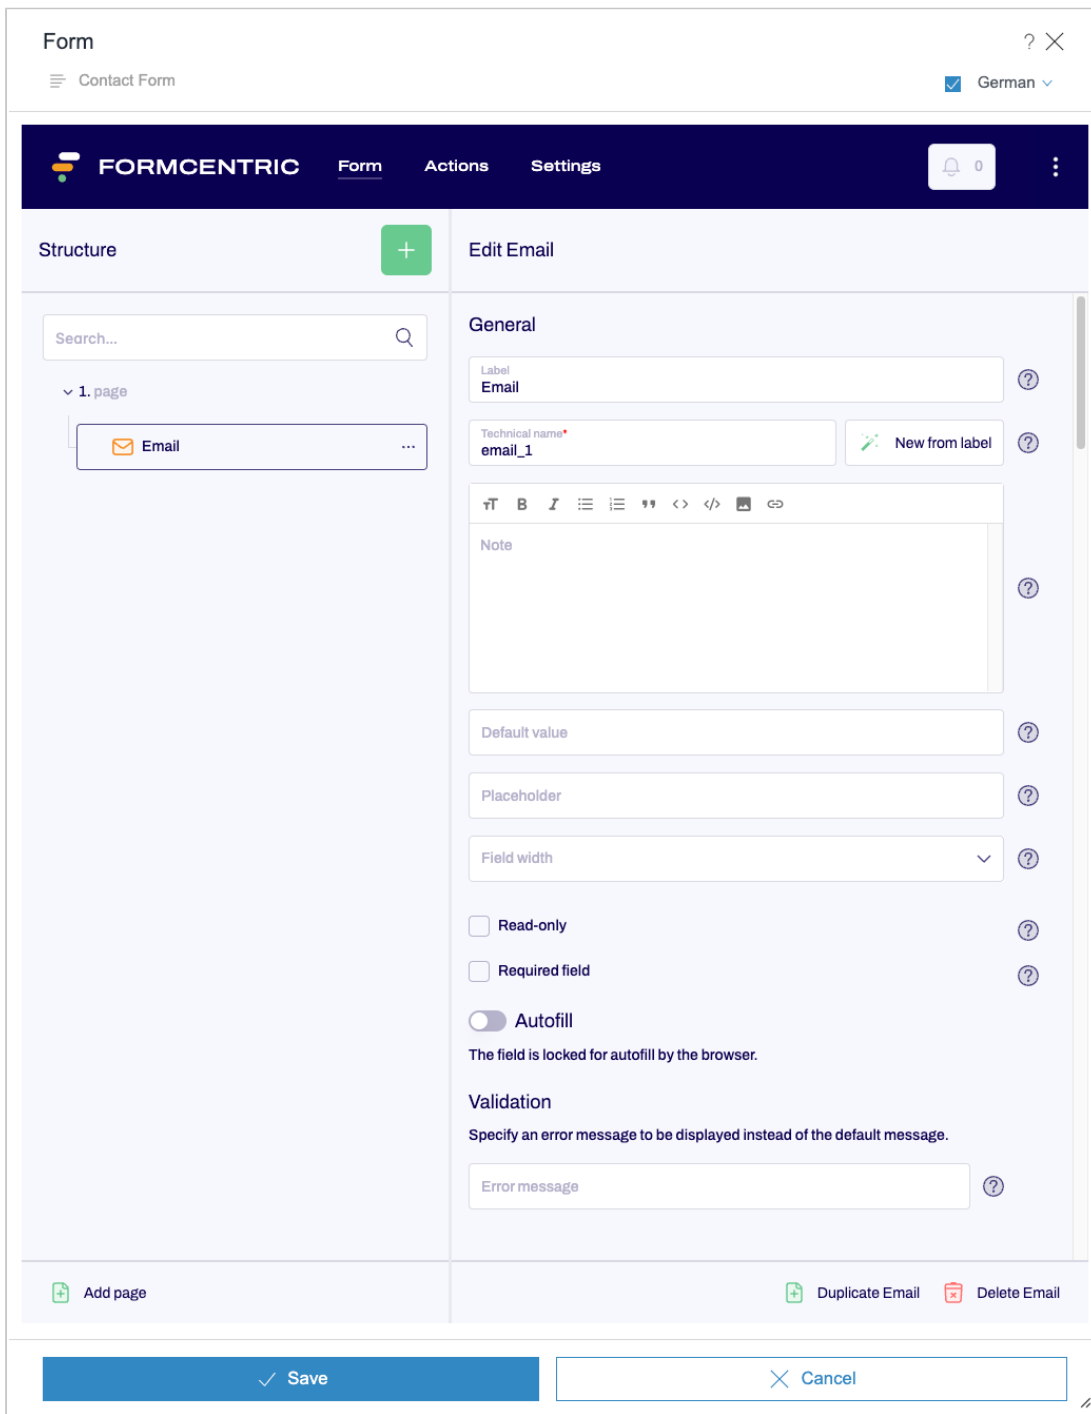 Form
?
Contact Form
German
FORMCENTRIC Form Actions Settings
0
Structure
+
Edit Email
Search...
General
Label
Email
?
1. page
Technical name*
email_1
New from label
?
Email
...
Note
?
Default value
?
Placeholder
?
Field width
?
Read-only
?
Required field
?
Autofill
The field is locked for autofill by the browser.
Validation
Specify an error message to be displayed instead of the default message.
Error message
?
Add page
Duplicate Email
Delete Email
Save
Cancel